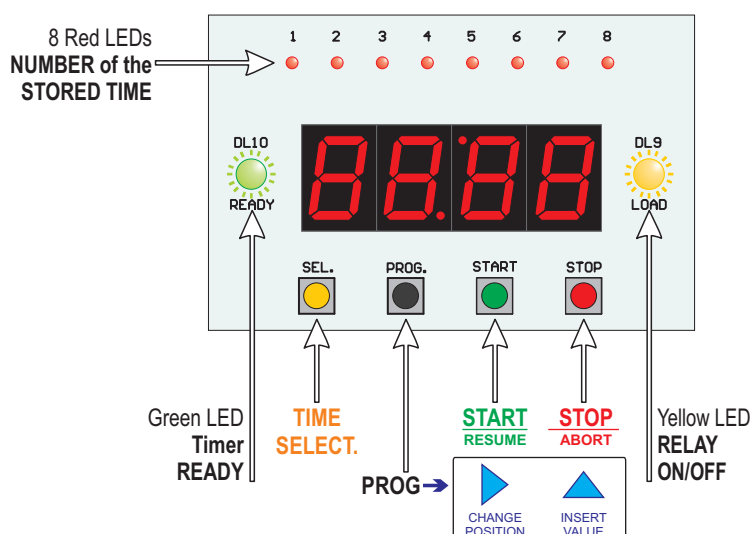 8 Red LEDs
NUMBER of the
STORED TIME
1 2 3 4 5 6 7 8
DL10
READY
88:88
DL9
LOAD
SEL. PROG. START STOP
Green LED
Timer
READY
TIME
SELECT.
PROG
START
RESUME
STOP
ABORT
Yellow LED
RELAY
ON/OFF
CHANGE
POSITION
INSERT
VALUE